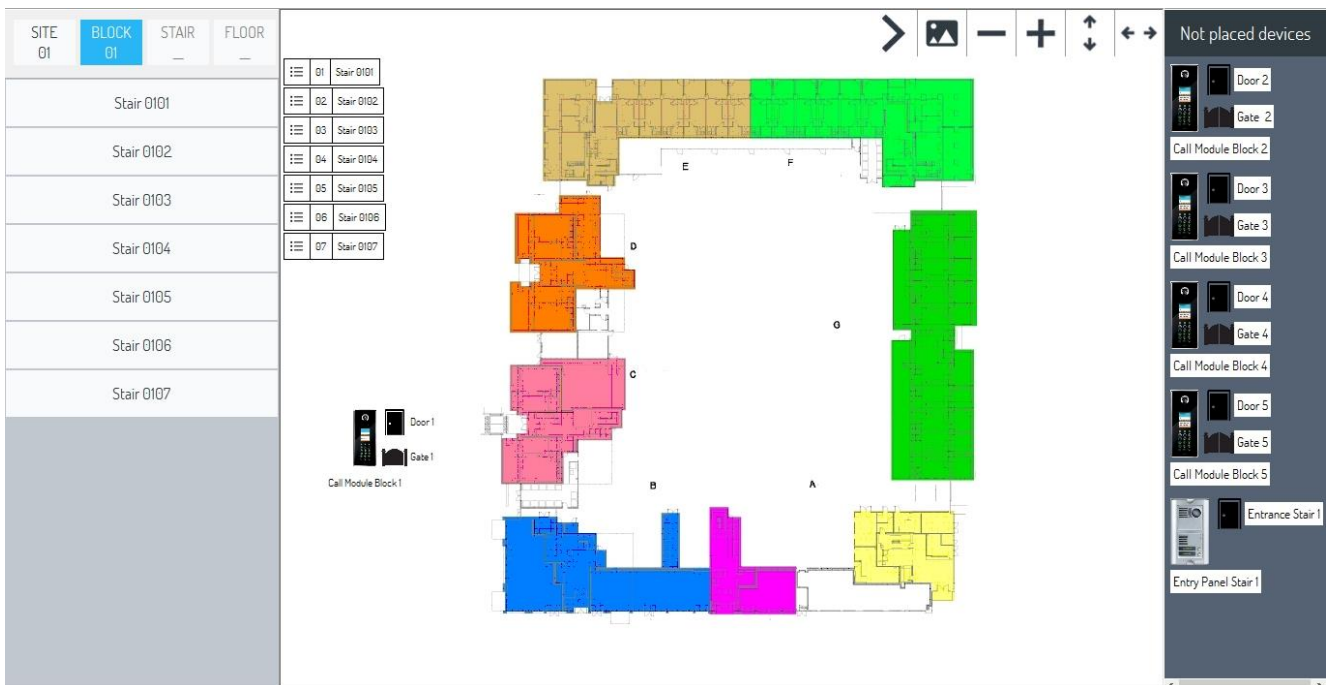 SITE BLOCK STAIR FLOOR
01 01 _ _
Stair 0101
Stair 0102
Stair 0103
Stair 0104
Stair 0105
Stair 0106
Stair 0107
01 Stair 0101
02 Stair 0102
03 Stair 0103
04 Stair 0104
05 Stair 0105
06 Stair 0106
07 Stair 0107
E F
D
G
C
B A
Door 1
Gate 1
Call Module Block 1
Not placed devices
Door 2
Gate 2
Call Module Block 2
Door 3
Gate 3
Call Module Block 3
Door 4
Gate 4
Call Module Block 4
Door 5
Gate 5
Call Module Block 5
Entrance Stair 1
Entry Panel Stair 1